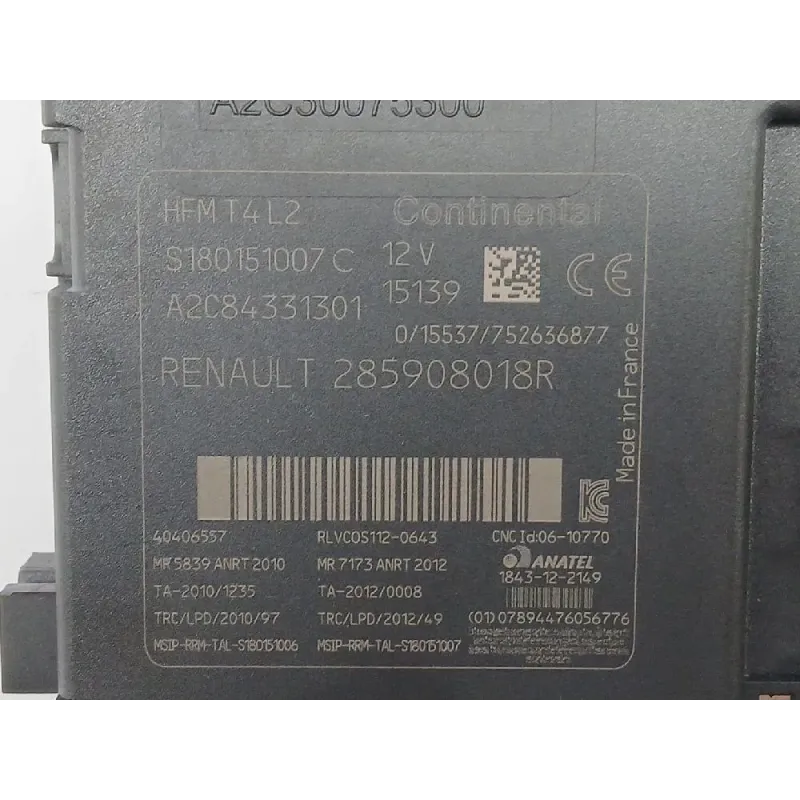 A2C30075300
HFM T4 L2 Continental
S180151007 C 12 V
A2C84331301 15139
0/15537/752636877
RENAULT 285908018R
Made in France
40406557 RLVCOS112-0643 CNC Id:06-10770
MR 5839 ANRT 2010 MR 7173 ANRT 2012 ANATEL
TA-2010/1235 TA-2012/0008 1843-12-2149
TRC/LPD/2010/97 TRC/LPD/2012/49 (01)07894476056776
MSIP-RRM-TAL-S180151006 MSIP-RRM-TAL-S180151007